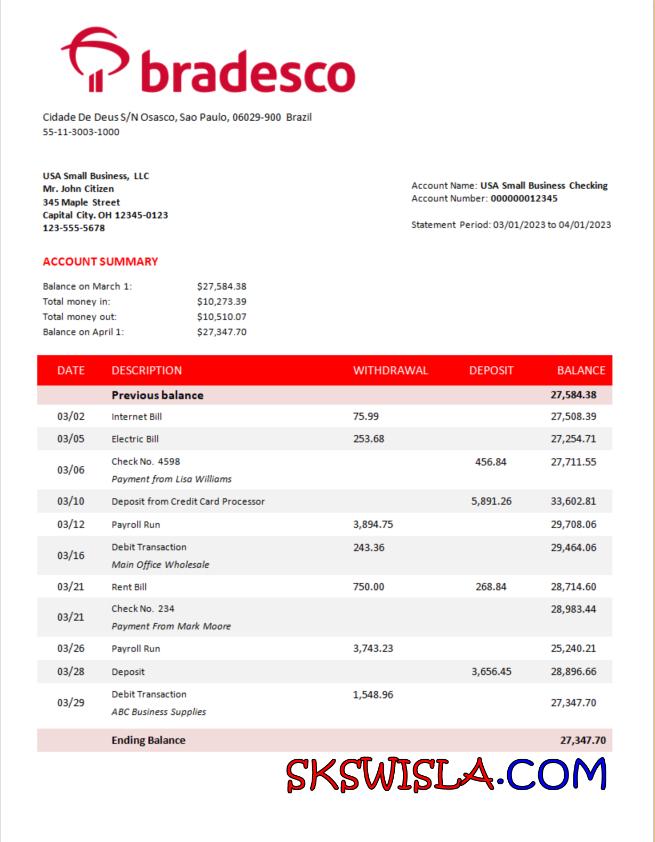 bradesco
Cidade De Deus S/N Osasco, Sao Paulo, 06029-900 Brazil
55-11-3003-1000
USA Small Business, LLC
Mr. John Citizen
345 Maple Street
Capital City. OH 12345-0123
123-555-5678
Account Name: USA Small Business Checking
Account Number: 000000012345
Statement Period: 03/01/2023 to 04/01/2023
ACCOUNT SUMMARY
Balance on March 1: $27,584.38
Total money in: $10,273.39
Total money out: $10,510.07
Balance on April 1: $27,347.70
DATE DESCRIPTION WITHDRAWAL DEPOSIT BALANCE
Previous balance 27,584.38
03/02 Internet Bill 75.99 27,508.39
03/05 Electric Bill 253.68 27,254.71
03/06 Check No. 4598 456.84 27,711.55
Payment from Lisa Williams
03/10 Deposit from Credit Card Processor 5,891.26 33,602.81
03/12 Payroll Run 3,894.75 29,708.06
03/16 Debit Transaction 243.36 29,464.06
Main Office Wholesale
03/21 Rent Bill 750.00 268.84 28,714.60
03/21 Check No. 234 28,983.44
Payment From Mark Moore
03/26 Payroll Run 3,743.23 25,240.21
03/28 Deposit 3,656.45 28,896.66
03/29 Debit Transaction 1,548.96 27,347.70
ABC Business Supplies
Ending Balance 27,347.70
SKSWISLA.COM